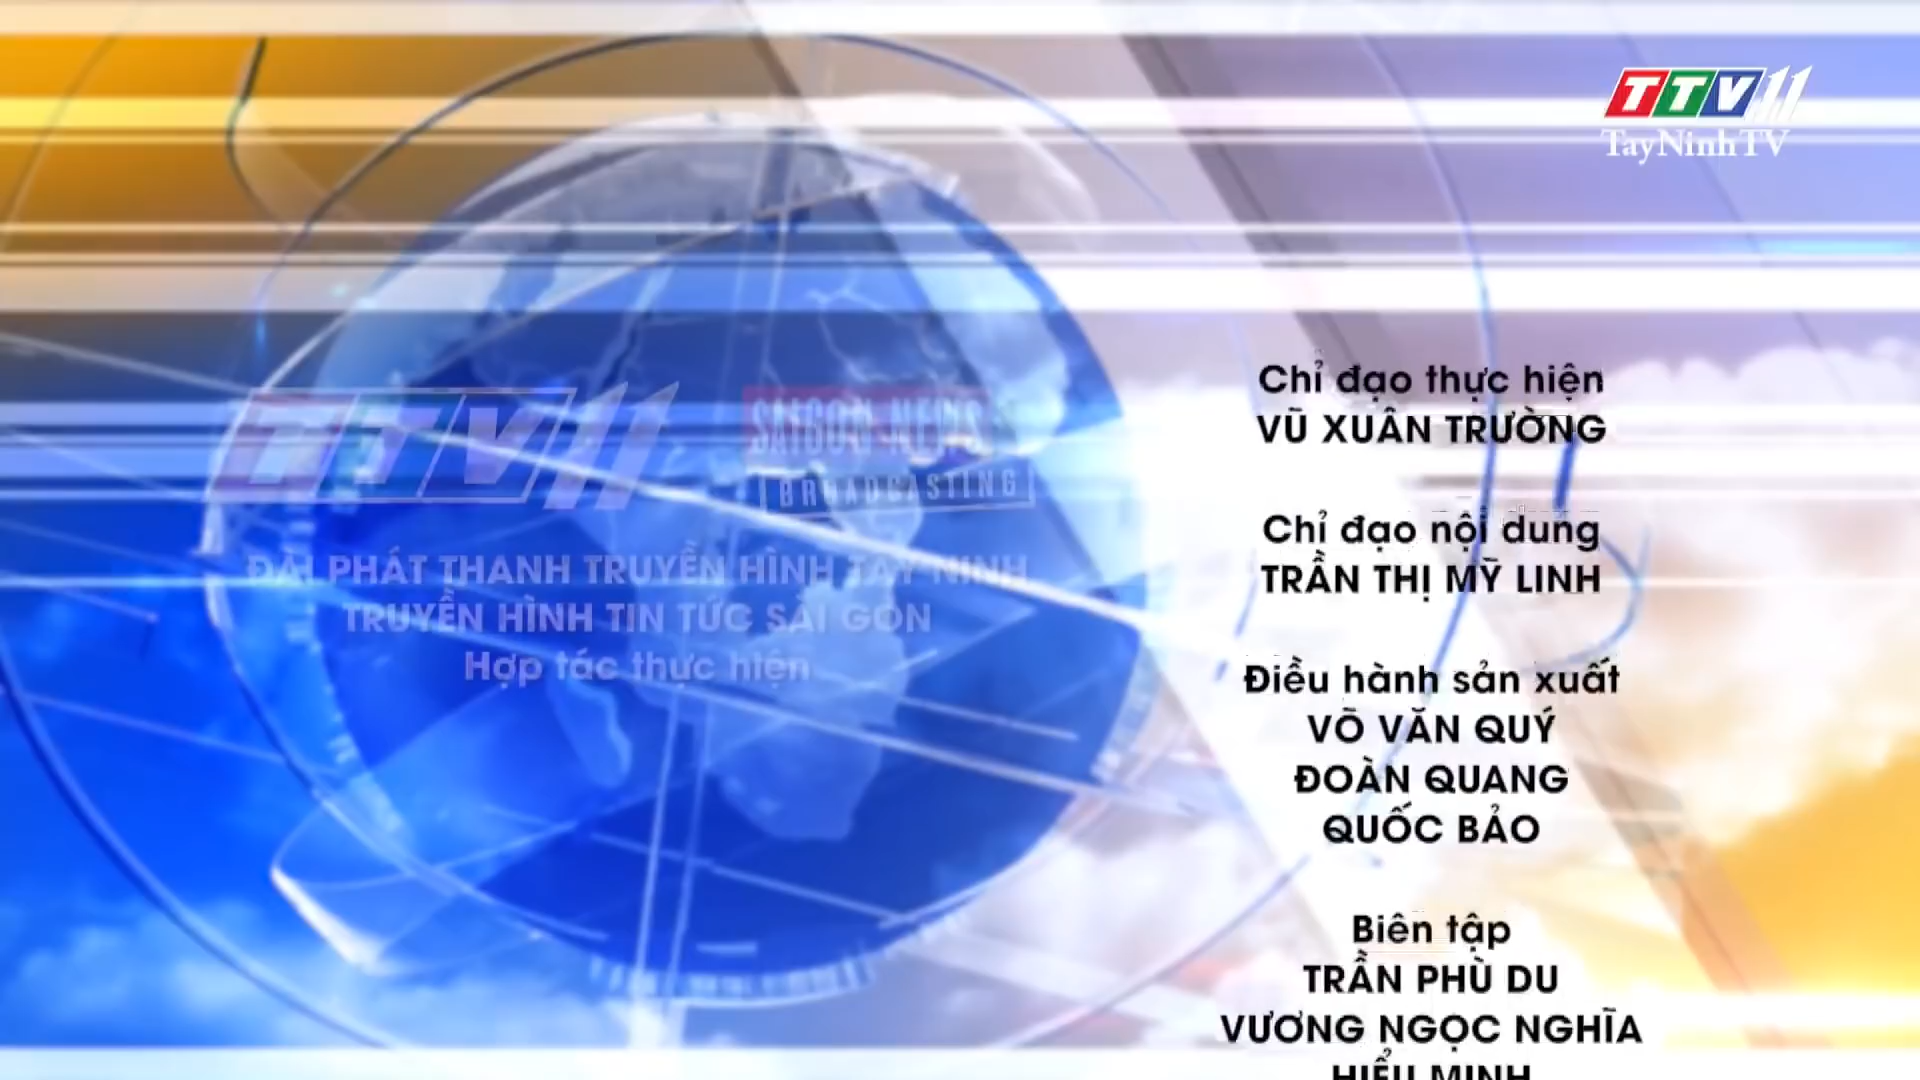 TTV11
TayNinhTV
TTV11
SAIGON NEWS
BROADCASTING
ĐÀI PHÁT THANH TRUYỀN HÌNH TÂY NINH
TRUYỀN HÌNH TIN TỨC SÀI GÒN
Hợp tác thực hiện
Chỉ đạo thực hiện
VŨ XUÂN TRƯỜNG
Chỉ đạo nội dung
TRẦN THỊ MỸ LINH
Điều hành sản xuất
VÕ VĂN QUÝ
ĐOÀN QUANG
QUỐC BẢO
Biên tập
TRẦN PHÙ DU
VƯƠNG NGỌC NGHĨA
HIỂU MINH